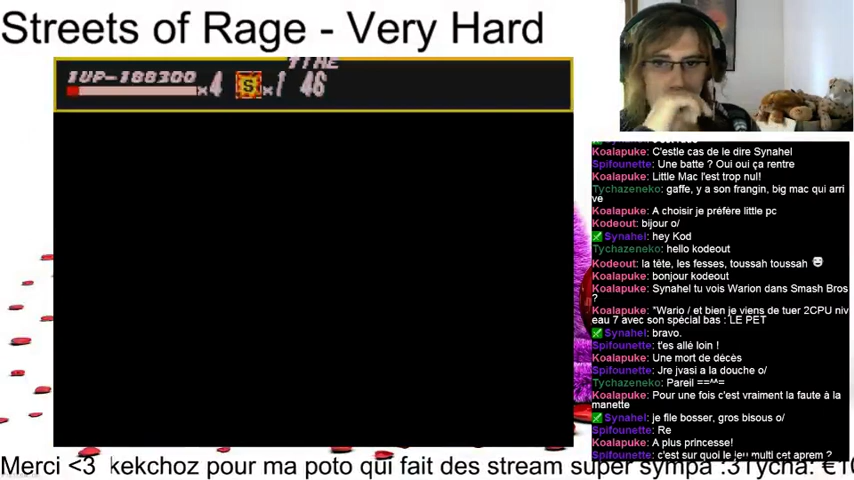 Streets of Rage - Very Hard
TIME
1UP-188300 ×4 S ×1 46
Koalapuke: C'estle cas de le dire Synahel
Spifounette: Une batte ? Oui oui ça rentre
Koalapuke: Little Mac l'est trop nul!
Tychazeneko: gaffe, y a son frangin, big mac qui arri
ve
Koalapuke: A choisir je préfère little pc
Kodeout: bijour o/
Synahel: hey Kod
Tychazeneko: hello kodeout
Kodeout: la tête, les fesses, toussah toussah
Koalapuke: bonjour kodeout
Koalapuke: Synahel tu vois Warion dans Smash Bros
?
Koalapuke: *Wario / et bien je viens de tuer 2CPU niv
eau 7 avec son spécial bas : LE PET
Synahel: bravo.
Spifounette: t'es allé loin !
Koalapuke: Une mort de décès
Spifounette: Jre jvasi a la douche o/
Tychazeneko: Pareil ==^^=
Koalapuke: Pour une fois c'est vraiment la faute à la
manette
Synahel: je file bosser, gros bisous o/
Spifounette: Re
Koalapuke: A plus princesse!
Spifounette: c'est sur quoi le jeu multi cet aprem ?
Merci <3 kekchoz pour ma poto qui fait des stream super sympa :3Tycha: €10